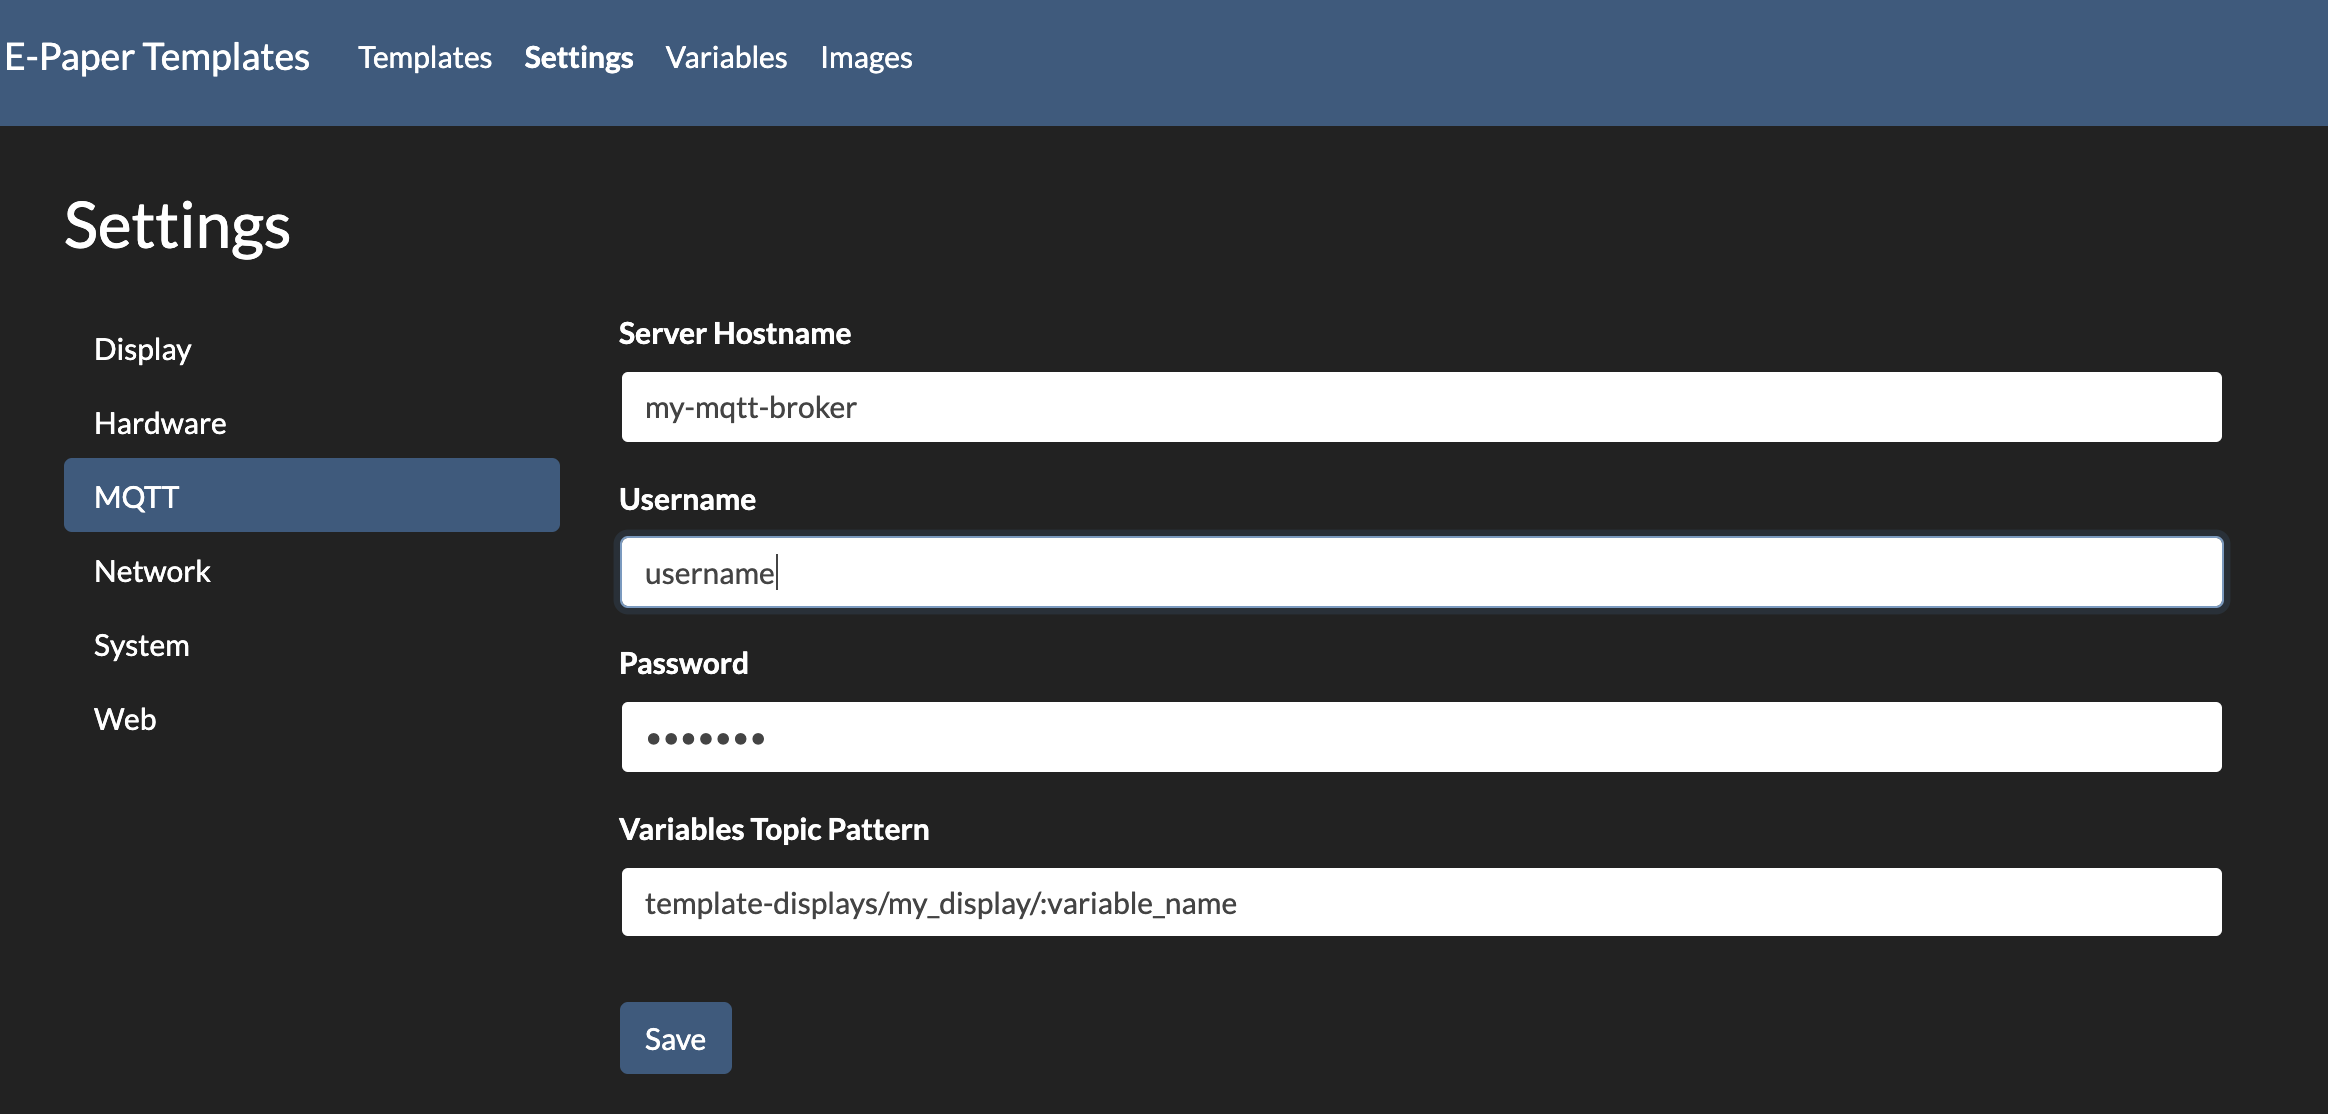 E-Paper Templates Templates Settings Variables Images
Settings
Display
Hardware
MQTT
Network
System
Web
Server Hostname
my-mqtt-broker
Username
username
Password
•••••••
Variables Topic Pattern
template-displays/my_display/:variable_name
Save